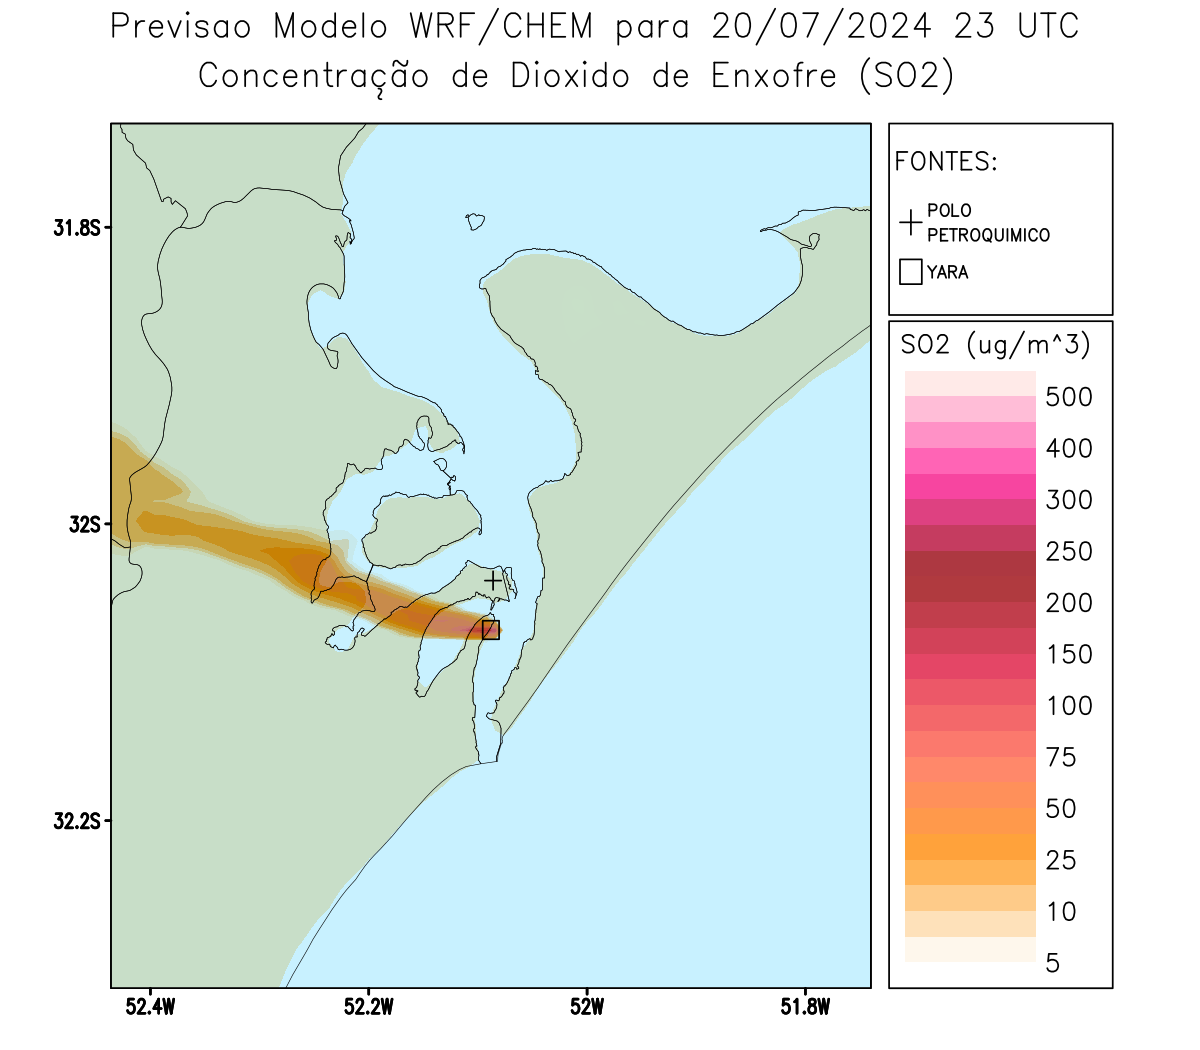 Previsao Modelo WRF/CHEM para 20/07/2024 23 UTC
Concentração de Dioxido de Enxofre (SO2)
FONTES:
POLO
PETROQUIMICO
YARA
SO2 (ug/m^3)
500
400
300
250
200
150
100
75
50
25
10
5
31.8S
32S
32.2S
52.4W
52.2W
52W
51.8W